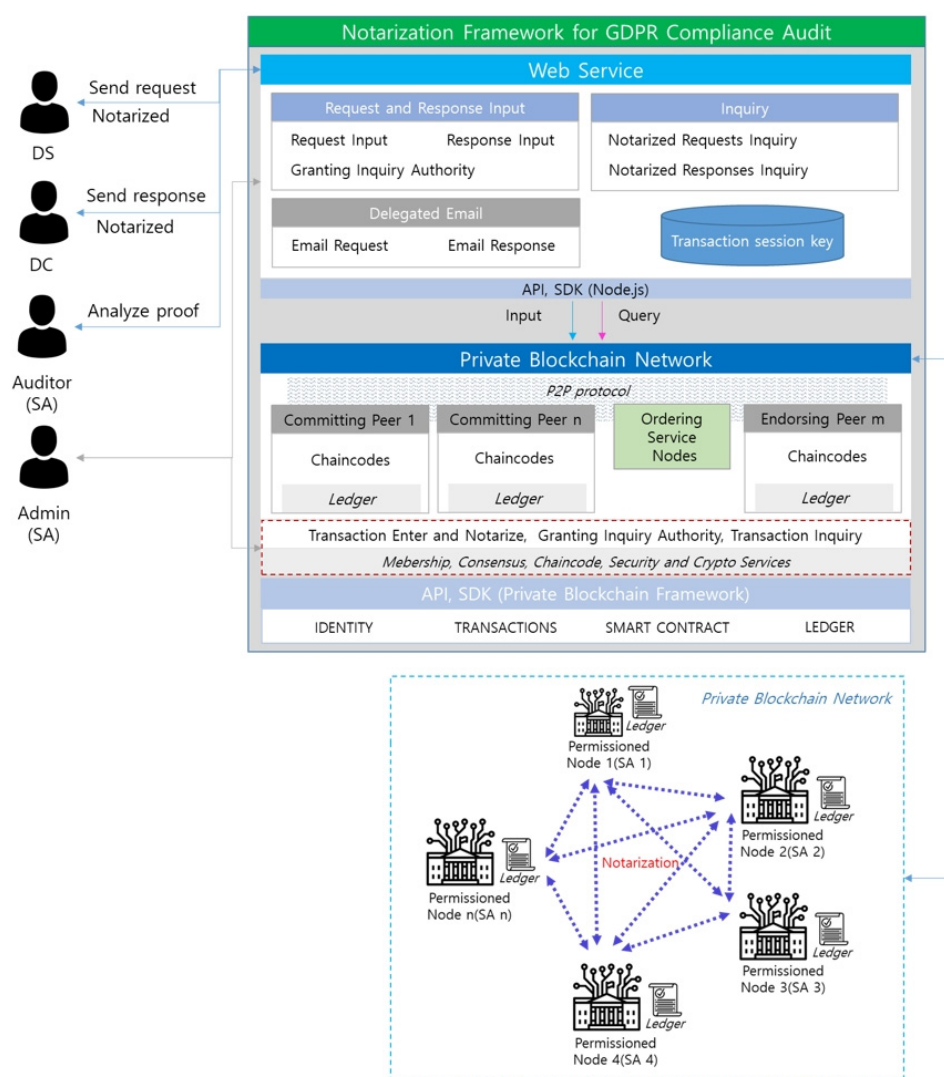 Notarization Framework for GDPR Compliance Audit
Web Service
Send request
Notarized
DS
Send response
Notarized
DC
Analyze proof
Auditor
(SA)
Admin
(SA)
Request and Response Input
Request Input Response Input
Granting Inquiry Authority
Inquiry
Notarized Requests Inquiry
Notarized Responses Inquiry
Delegated Email
Email Request Email Response
Transaction session key
API, SDK (Node.js)
Input Query
Private Blockchain Network
P2P protocol
Committing Peer 1
Chaincodes
Ledger
Committing Peer n
Chaincodes
Ledger
Ordering
Service
Nodes
Endorsing Peer m
Chaincodes
Ledger
Transaction Enter and Notarize, Granting Inquiry Authority, Transaction Inquiry
Mebership, Consensus, Chaincode, Security and Crypto Services
API, SDK (Private Blockchain Framework)
IDENTITY TRANSACTIONS SMART CONTRACT LEDGER
Private Blockchain Network
Ledger
Permissioned
Node 1(SA 1)
Ledger
Permissioned
Node 2(SA 2)
Notarization
Ledger
Permissioned
Node n(SA n)
Ledger
Permissioned
Node 3(SA 3)
Ledger
Permissioned
Node 4(SA 4)